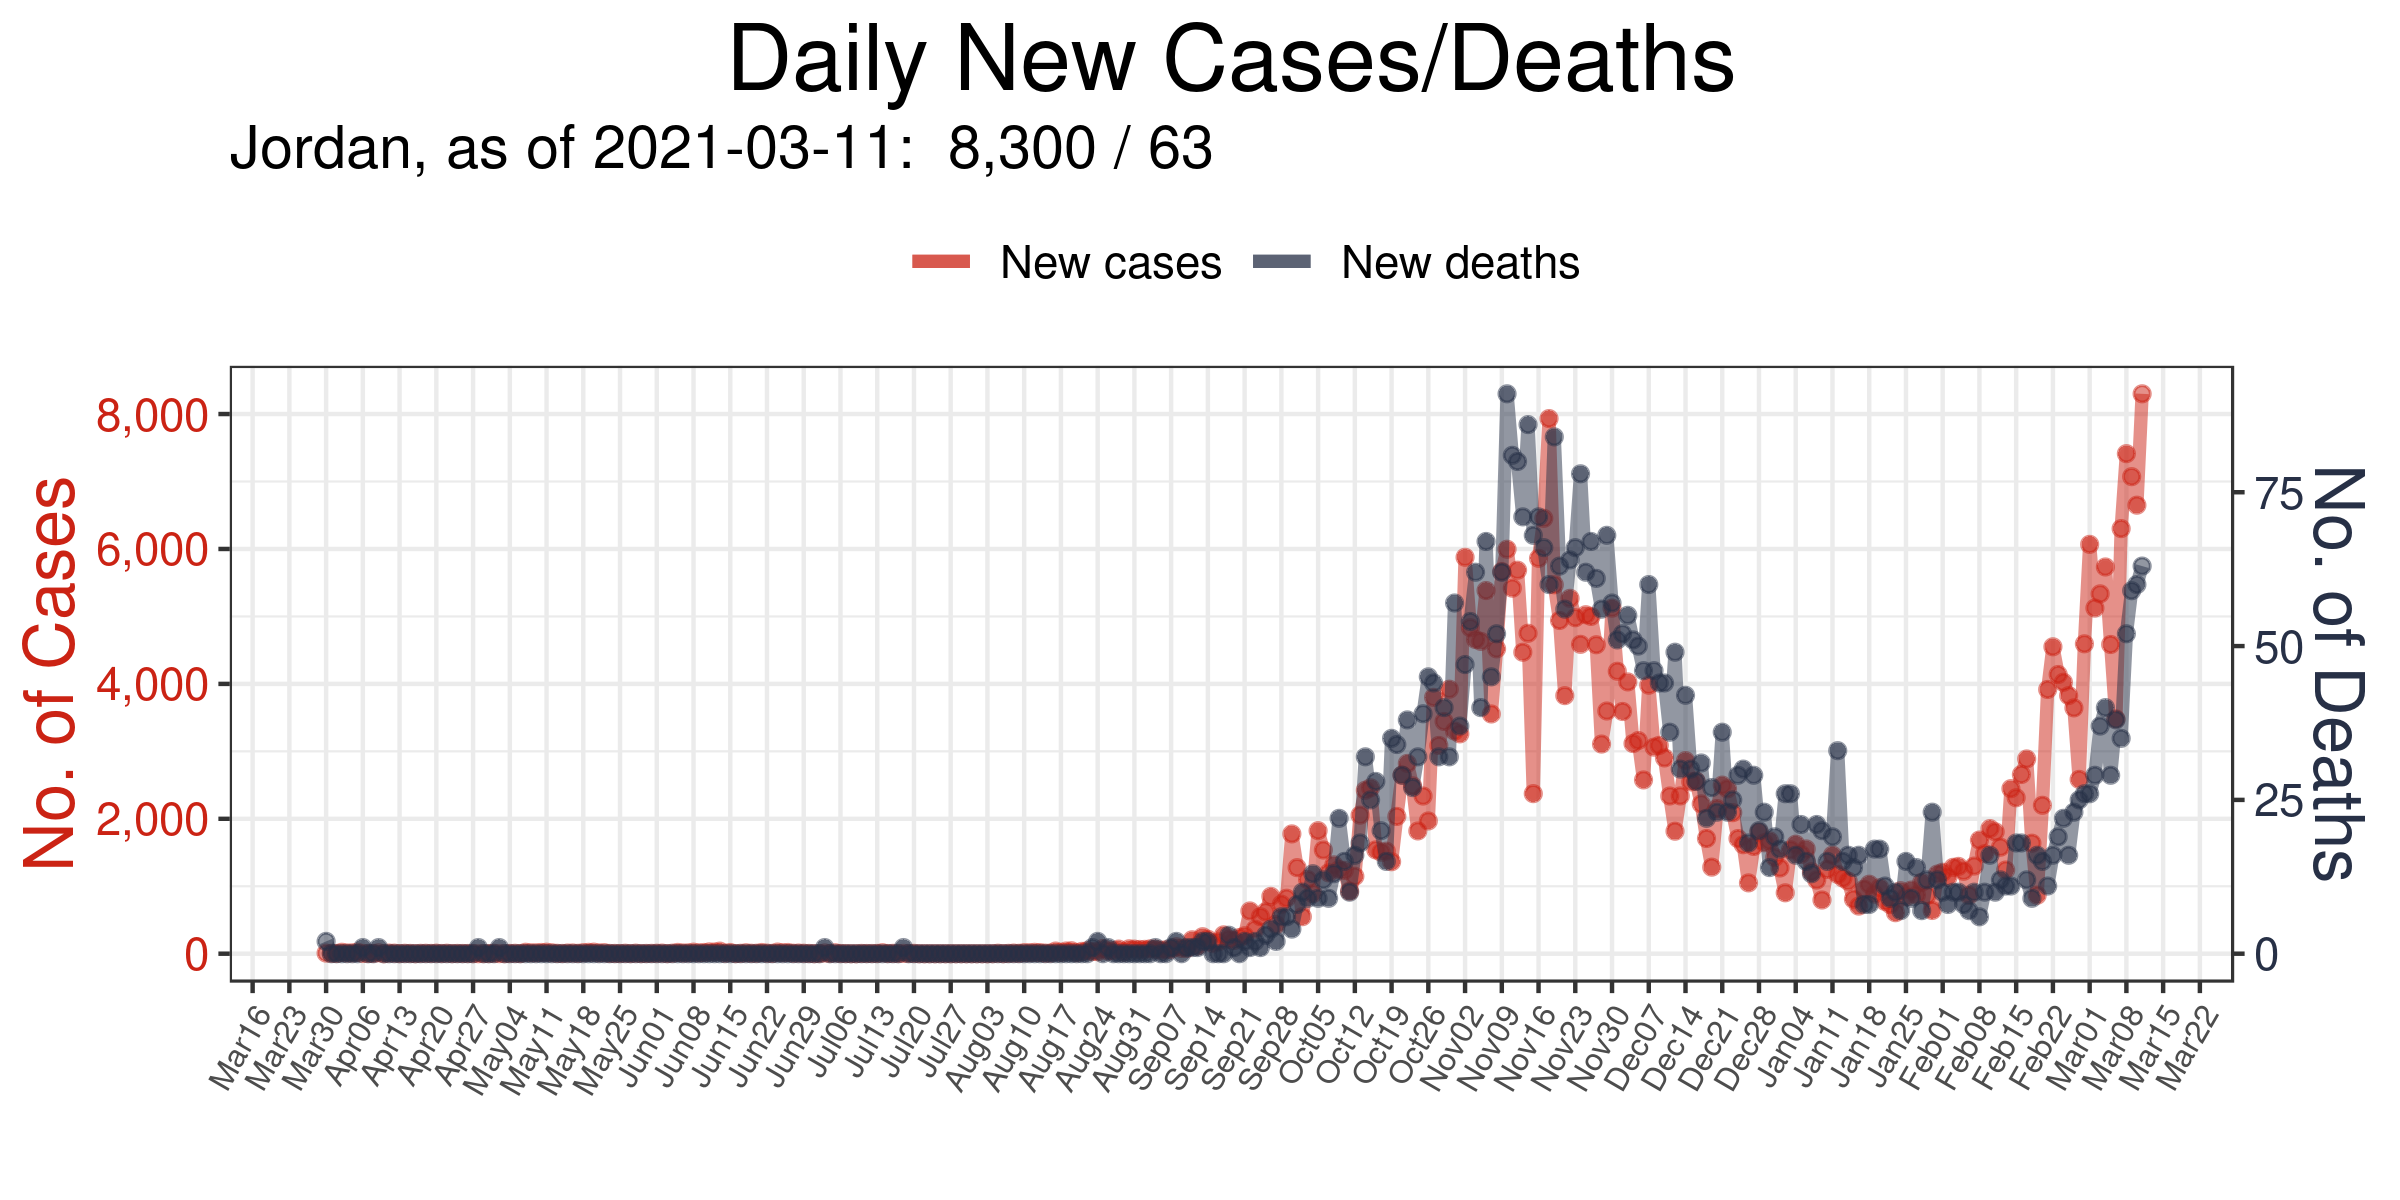 Daily New Cases/Deaths
Jordan, as of 2021-03-11:  8,300 / 63
New cases New deaths
No. of Cases
8,000
6,000
4,000
2,000
0
75
50
25
0
No. of Deaths
Mar16 Mar23 Mar30 Apr06 Apr13 Apr20 Apr27 May04 May11 May18 May25 Jun01 Jun08 Jun15 Jun22 Jun29 Jul06 Jul13 Jul20 Jul27 Aug03 Aug10 Aug17 Aug24 Aug31 Sep07 Sep14 Sep21 Sep28 Oct05 Oct12 Oct19 Oct26 Nov02 Nov09 Nov16 Nov23 Nov30 Dec07 Dec14 Dec21 Dec28 Jan04 Jan11 Jan18 Jan25 Feb01 Feb08 Feb15 Feb22 Mar01 Mar08 Mar15 Mar22